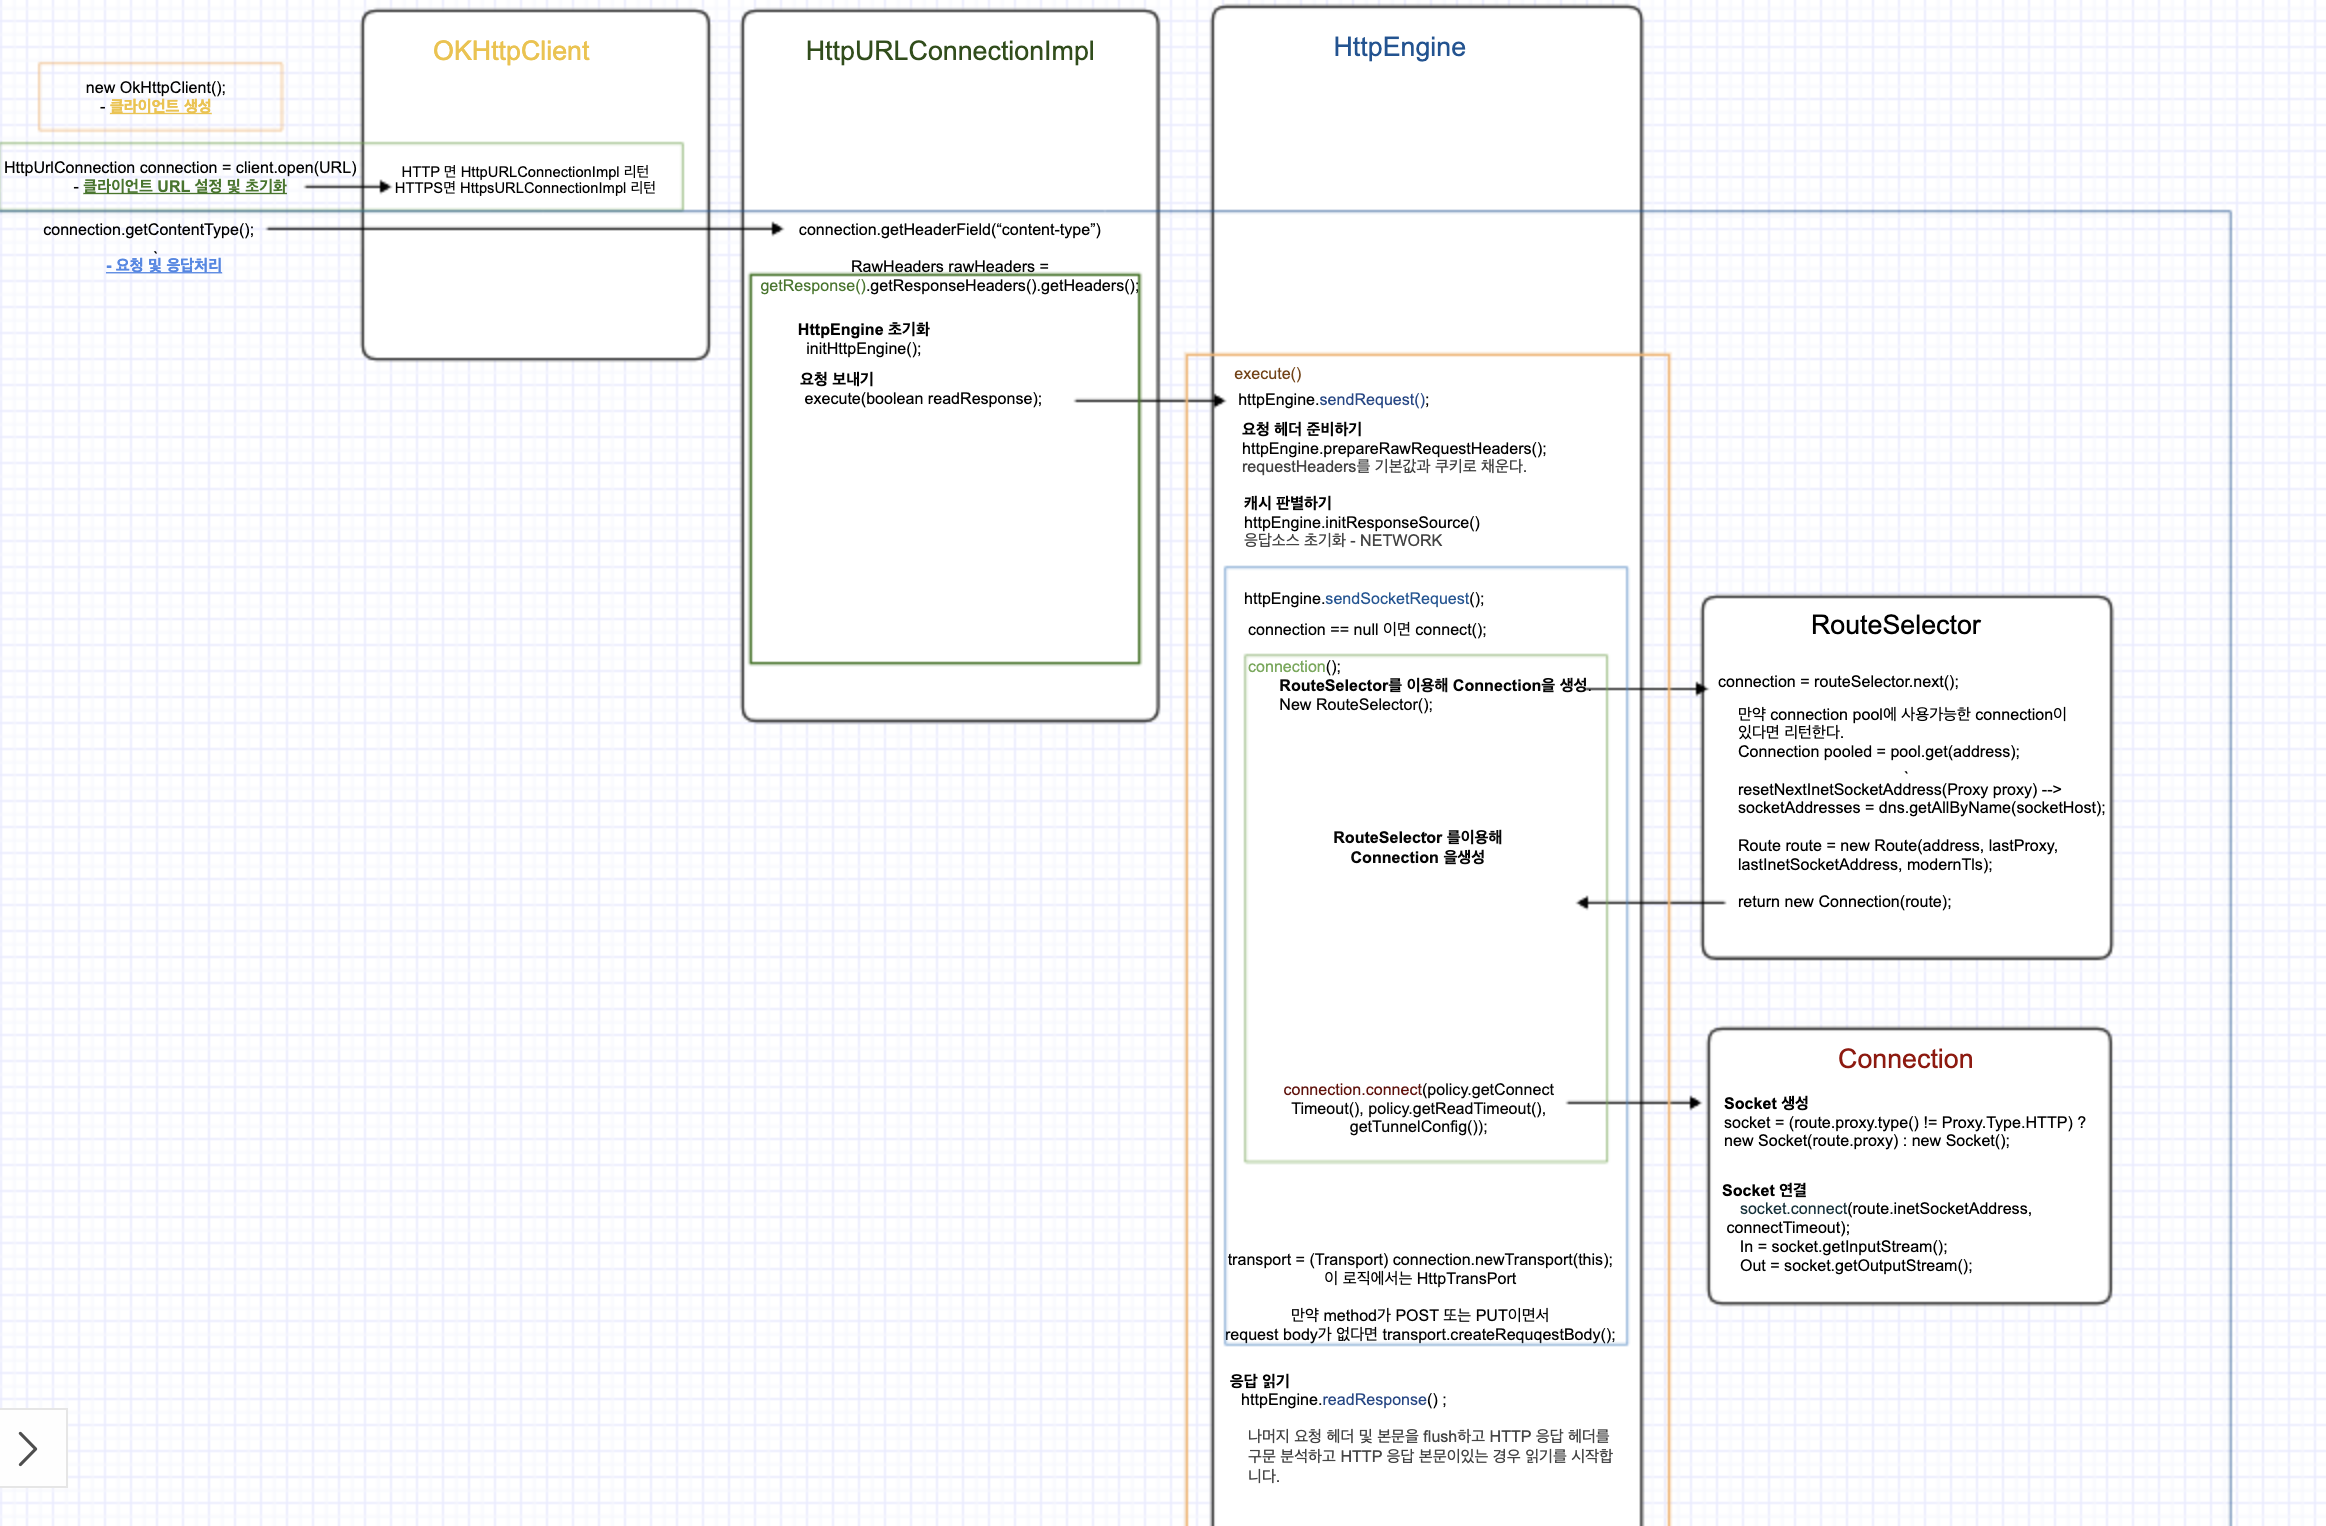 new OkHttpClient();
- 클라이언트 생성
HttpUrlConnection connection = client.open(URL)
- 클라이언트 URL 설정 및 초기화
connection.getContentType();
`
- 요청 및 응답처리
OKHttpClient
HTTP 면 HttpURLConnectionImpl 리턴
HTTPS면 HttpsURLConnectionImpl 리턴
HttpURLConnectionImpl
connection.getHeaderField(“content-type”)
RawHeaders rawHeaders =
getResponse().getResponseHeaders().getHeaders();
HttpEngine 초기화
initHttpEngine();
요청 보내기
execute(boolean readResponse);
HttpEngine
execute()
httpEngine.sendRequest();
요청 헤더 준비하기
httpEngine.prepareRawRequestHeaders();
requestHeaders를 기본값과 쿠키로 채운다.
캐시 판별하기
httpEngine.initResponseSource()
응답소스 초기화 - NETWORK
httpEngine.sendSocketRequest();
connection == null 이면 connect();
connection();
RouteSelector를 이용해 Connection을 생성.
New RouteSelector();
RouteSelector 를이용해
Connection 을생성
connection.connect(policy.getConnect
Timeout(), policy.getReadTimeout(),
getTunnelConfig());
transport = (Transport) connection.newTransport(this);
이 로직에서는 HttpTransPort
만약 method가 POST 또는 PUT이면서
request body가 없다면 transport.createRequqestBody();
응답 읽기
httpEngine.readResponse() ;
나머지 요청 헤더 및 본문을 flush하고 HTTP 응답 헤더를
구문 분석하고 HTTP 응답 본문이있는 경우 읽기를 시작합
니다.
RouteSelector
connection = routeSelector.next();
만약 connection pool에 사용가능한 connection이
있다면 리턴한다.
Connection pooled = pool.get(address);
`
resetNextInetSocketAddress(Proxy proxy) -->
socketAddresses = dns.getAllByName(socketHost);
Route route = new Route(address, lastProxy,
lastInetSocketAddress, modernTls);
return new Connection(route);
Connection
Socket 생성
socket = (route.proxy.type() != Proxy.Type.HTTP) ?
new Socket(route.proxy) : new Socket();
Socket 연결
socket.connect(route.inetSocketAddress,
connectTimeout);
In = socket.getInputStream();
Out = socket.getOutputStream();